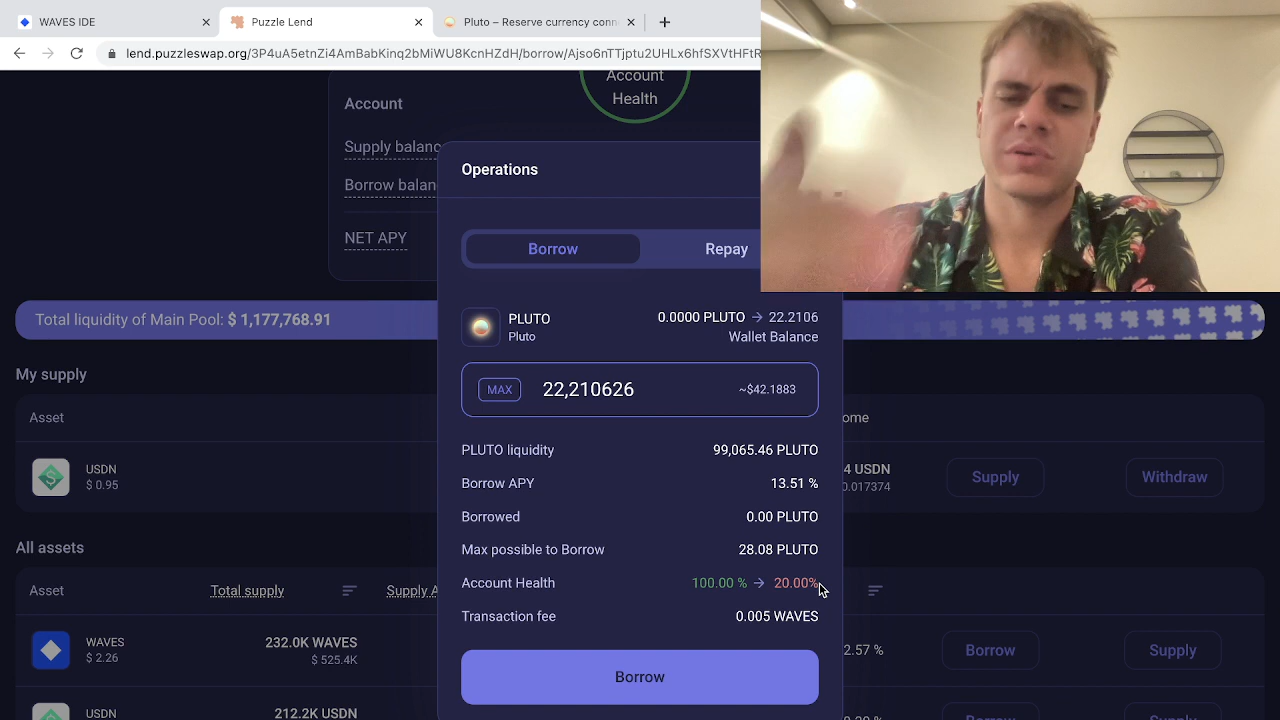 WAVES IDE
Puzzle Lend
Pluto – Reserve currency conn
lend.puzzleswap.org/3P4uA5etnZi4AmBabKinq2bMiWU8KcnHZdH/borrow/Ajso6nTTjptu2UHLx6hfSXVtHFtR
Account
Health
Account
Supply balanc
Borrow balan
NET APY
Operations
Borrow
Repay
Total liquidity of Main Pool: $ 1,177,768.91
PLUTO
Pluto
0.0000 PLUTO → 22.2106
Wallet Balance
MAX
22,210626
~$42.1883
PLUTO liquidity 99,065.46 PLUTO
Borrow APY 13.51 %
Borrowed 0.00 PLUTO
Max possible to Borrow 28.08 PLUTO
Account Health 100.00 % → 20.00%
Transaction fee 0.005 WAVES
Borrow
My supply
Asset
ome
USDN
$ 0.95
4 USDN
0.017374
Supply
Withdraw
All assets
Asset
Total supply
Supply A
WAVES
$ 2.26
232.0K WAVES
$ 525.4K
2.57 %
Borrow
Supply
USDN
212.2K USDN